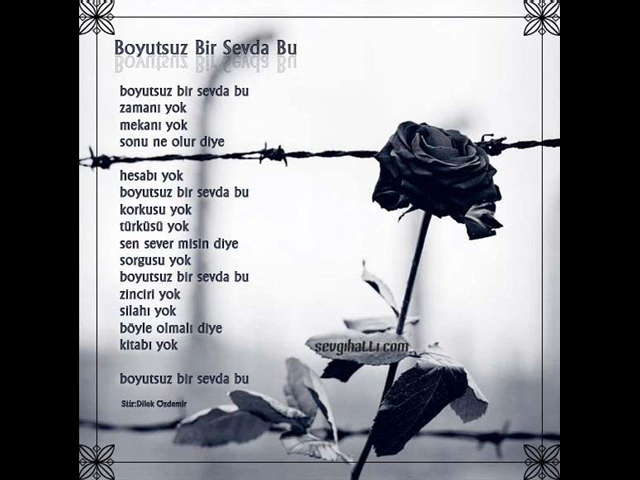 Boyutsuz Bir Sevda Bu
boyutsuz bir sevda bu
zamanı yok
mekanı yok
sonu ne olur diye
hesabı yok
boyutsuz bir sevda bu
korkusu yok
türküsü yok
sen sever misin diye
sorgusu yok
boyutsuz bir sevda bu
zinciri yok
silahı yok
böyle olmalı diye
kitabı yok
boyutsuz bir sevda bu
Siir:Dilek Özdemir
sevgihatti.com